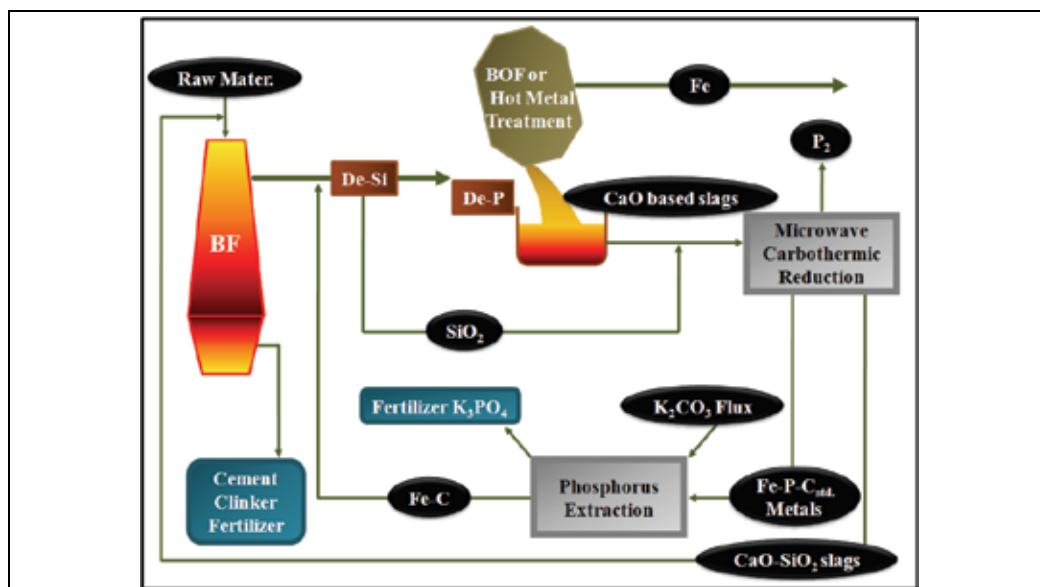 Raw Mater.
BOF or
Hot Metal
Treatment
Fe
P₂
De-Si
De-P
CaO based slags
BF
Microwave
Carbothermic
Reduction
SiO₂
Fertilizer K₃PO₄
K₂CO₃ Flux
Cement
Clinker
Fertilizer
Fe-C
Phosphorus
Extraction
Fe-P-Cstd.
Metals
CaO-SiO₂ slags